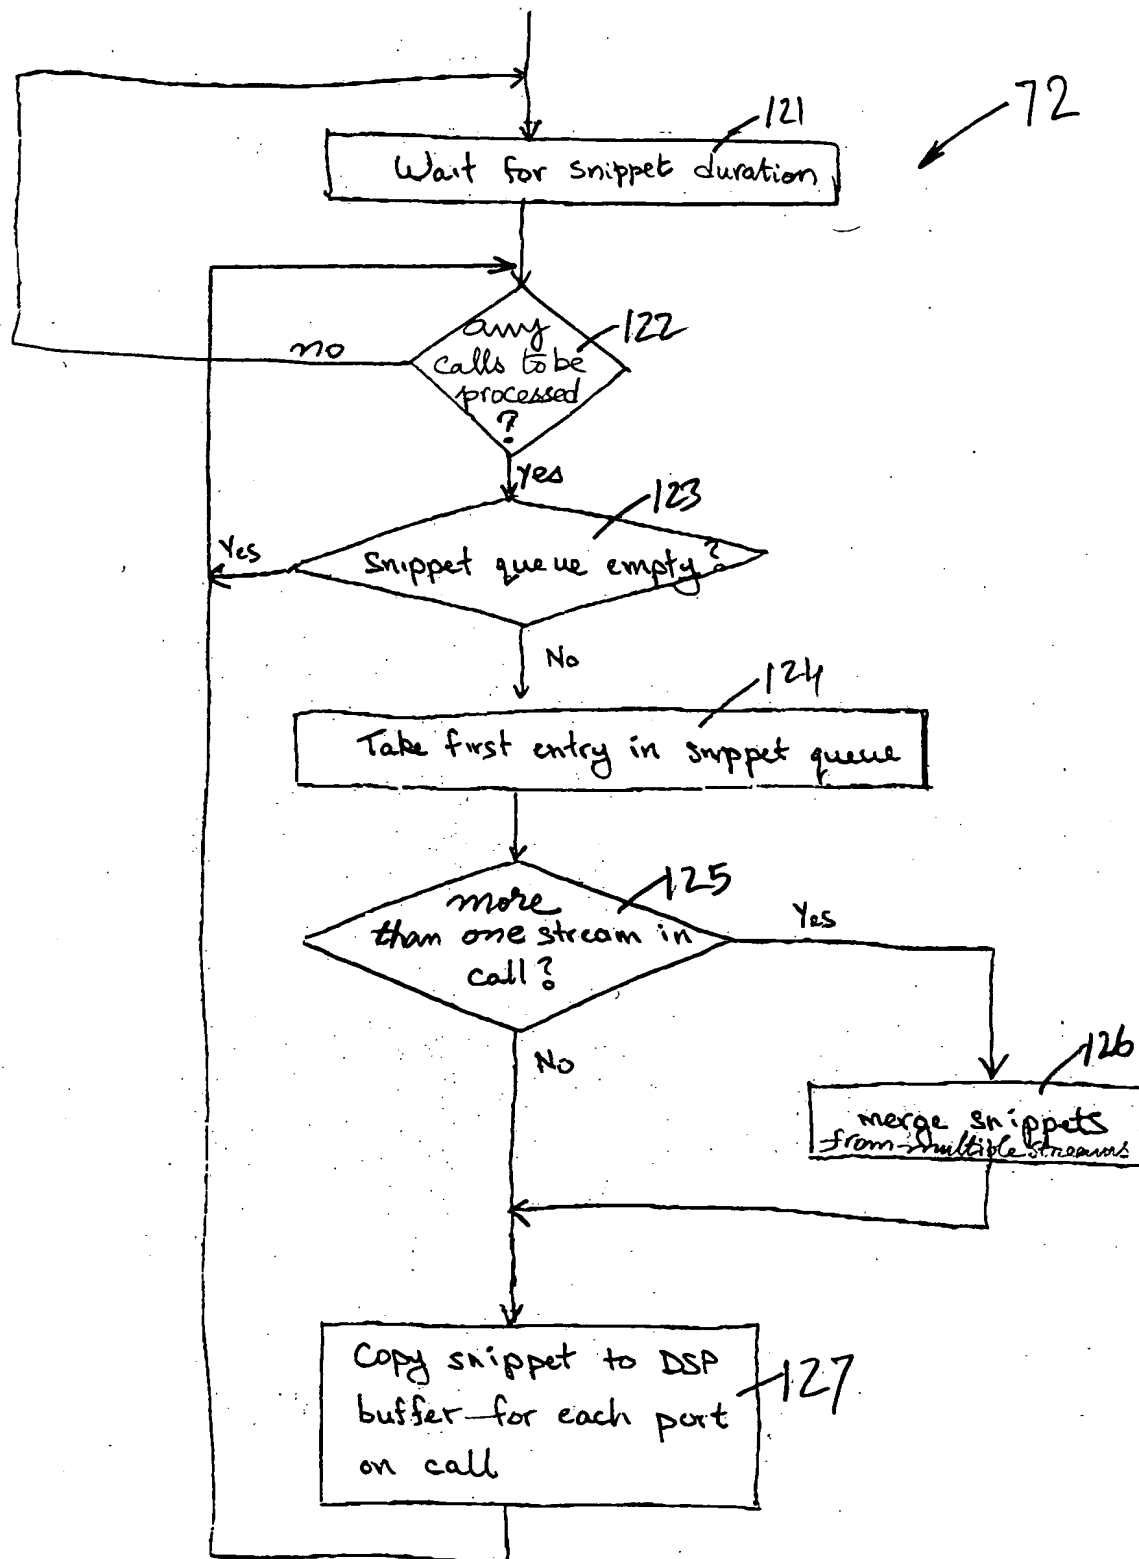 121
72
Wait for snippet duration
any
122
calls to be
no
processed
?
yes
123
Yes
snippet queue empty?
No
124
Take first entry in snippet queue
125
more
Yes
than one stream in
call?
No
126
merge snippets
from multiple streams
Copy snippet to DSP
127
buffer for each port
on call